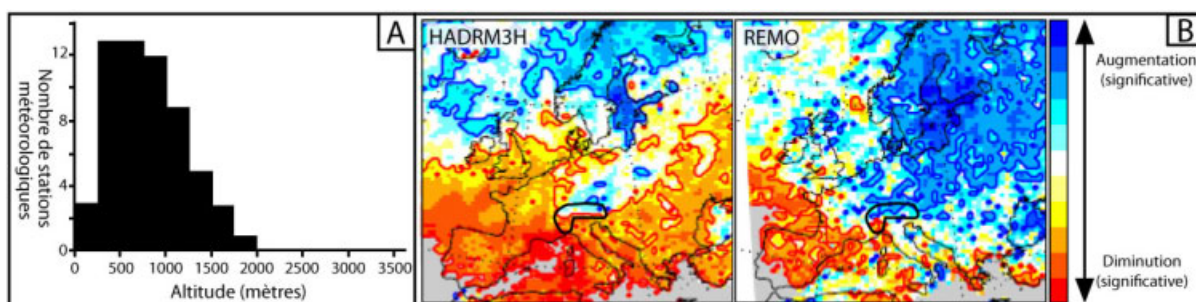 A
12
8
4
0
Nombre de stations
météorologiques
0 500 1000 1500 2000 2500 3000 3500
Altitude (mètres)
HADRM3H
REMO
B
Augmentation
(significative)
Diminution
(significative)